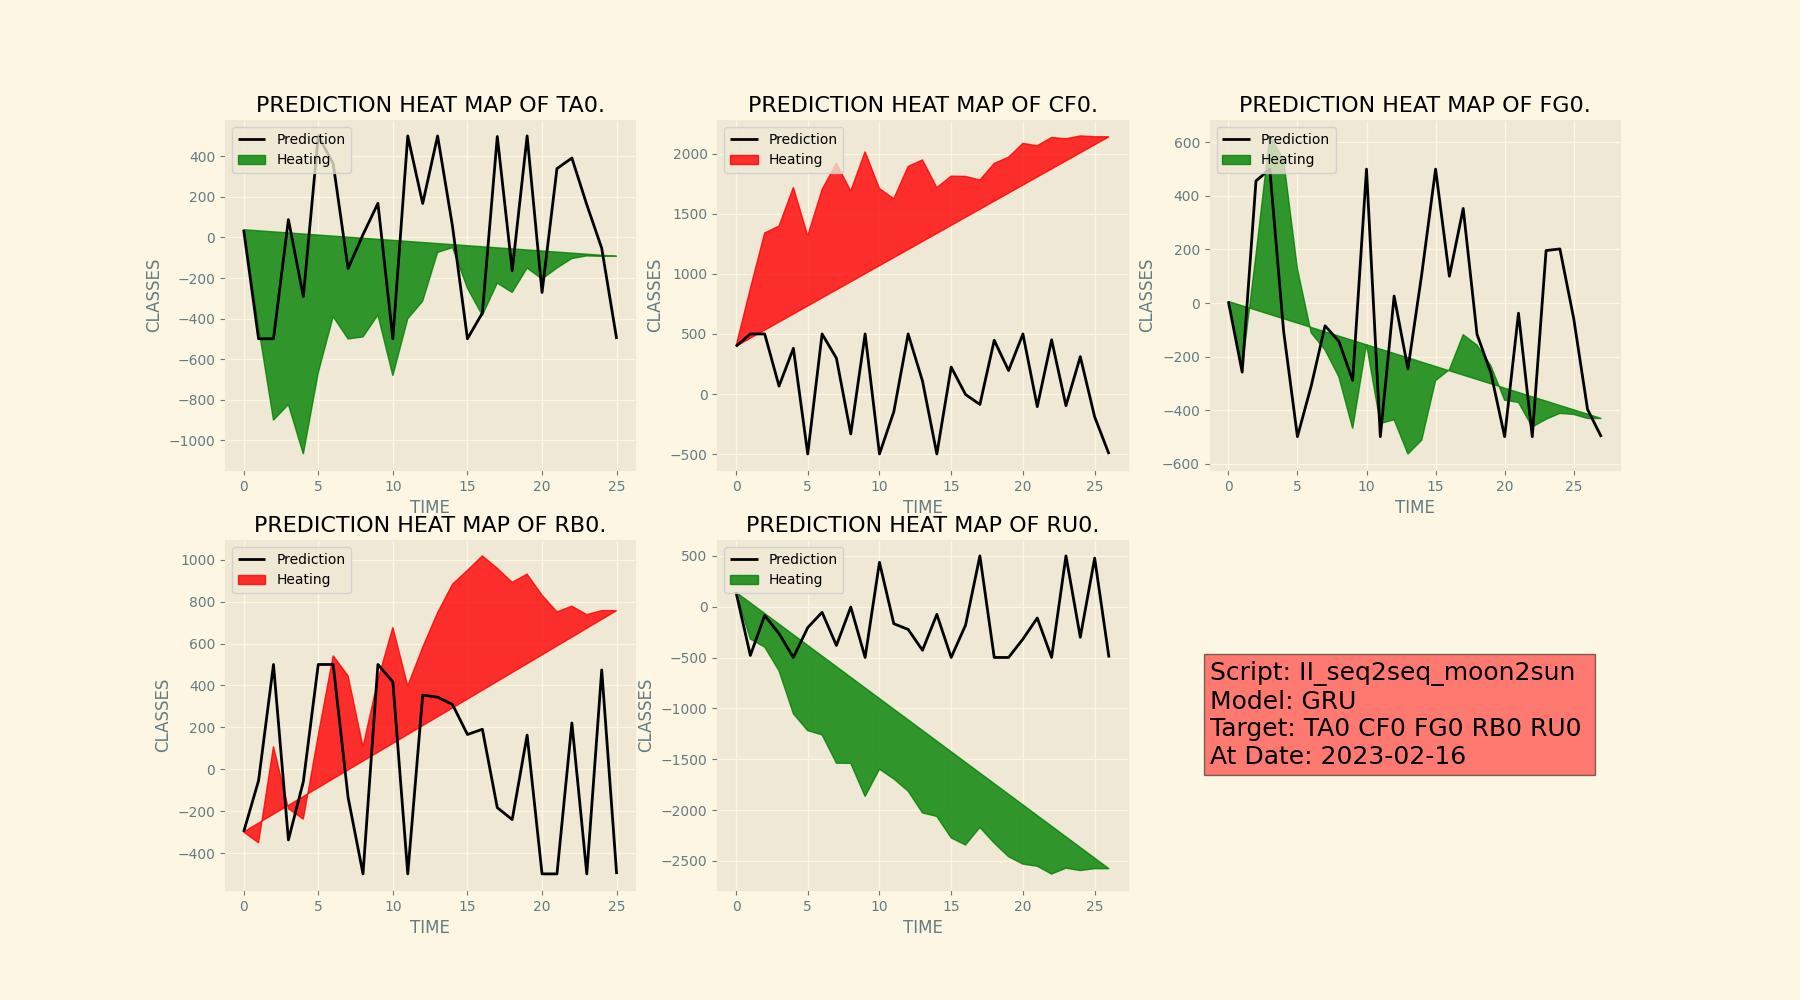 PREDICTION HEAT MAP OF TA0.
Prediction
Heating
CLASSES
400
200
0
−200
−400
−600
−800
−1000
0 5 10 15 20 25
TIME
PREDICTION HEAT MAP OF CF0.
Prediction
Heating
CLASSES
2000
1500
1000
500
0
−500
0 5 10 15 20 25
TIME
PREDICTION HEAT MAP OF FG0.
Prediction
Heating
CLASSES
600
400
200
0
−200
−400
−600
0 5 10 15 20 25
TIME
PREDICTION HEAT MAP OF RB0.
Prediction
Heating
CLASSES
1000
800
600
400
200
0
−200
−400
0 5 10 15 20 25
TIME
PREDICTION HEAT MAP OF RU0.
Prediction
Heating
CLASSES
500
0
−500
−1000
−1500
−2000
−2500
0 5 10 15 20 25
TIME
Script: II_seq2seq_moon2sun
Model: GRU
Target: TA0 CF0 FG0 RB0 RU0
At Date: 2023-02-16